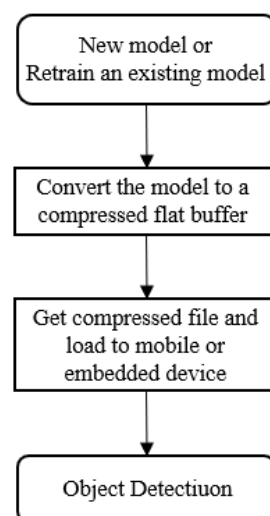 New model or
Retrain an existing model
Convert the model to a
compressed flat buffer
Get compressed file and
load to mobile or
embedded device
Object Detectiuon